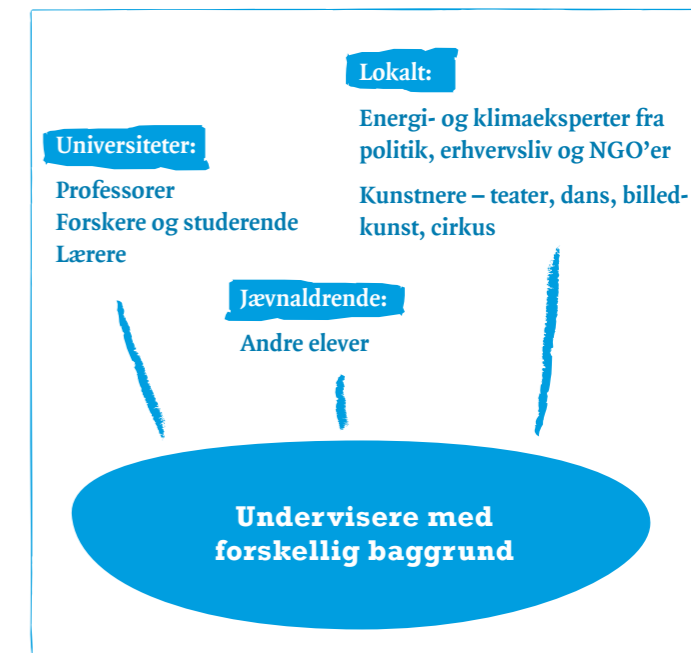 Universiteter:
Professorer
Forskere og studerende
Lærere
Lokalt:
Energi- og klimaeksperter fra
politik, erhvervsliv og NGO’er
Kunstnere – teater, dans, billed-
kunst, cirkus
Jævnaldrende:
Andre elever
Undervisere med
forskellig baggrund